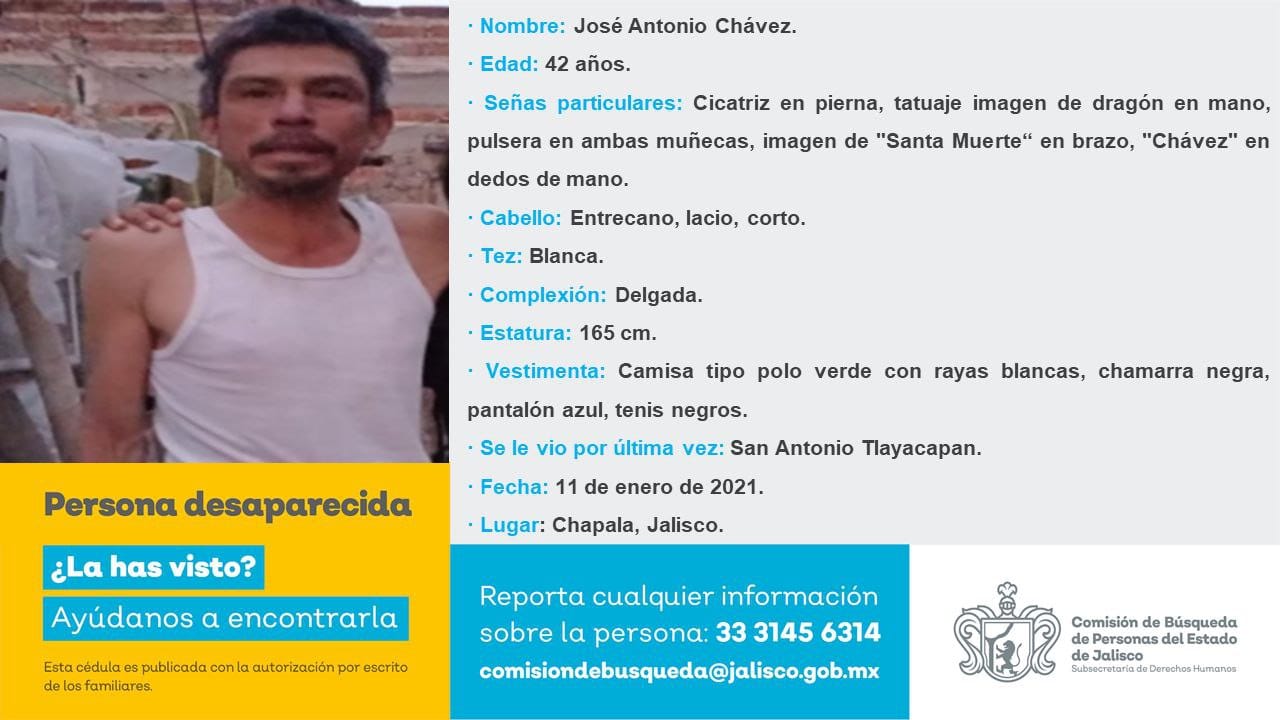 · Nombre: José Antonio Chávez.
· Edad: 42 años.
· Señas particulares: Cicatriz en pierna, tatuaje imagen de dragón en mano,
pulsera en ambas muñecas, imagen de "Santa Muerte“ en brazo, "Chávez" en
dedos de mano.
· Cabello: Entrecano, lacio, corto.
· Tez: Blanca.
· Complexión: Delgada.
· Estatura: 165 cm.
· Vestimenta: Camisa tipo polo verde con rayas blancas, chamarra negra,
pantalón azul, tenis negros.
· Se le vio por última vez: San Antonio Tlayacapan.
· Fecha: 11 de enero de 2021.
· Lugar: Chapala, Jalisco.
Persona desaparecida
¿La has visto?
Ayúdanos a encontrarla
Esta cédula es publicada con la autorización por escrito
de los familiares.
Reporta cualquier información
sobre la persona: 33 3145 6314
comisiondebusqueda@jalisco.gob.mx
Comisión de Búsqueda
de Personas del Estado
de Jalisco
Subsecretaría de Derechos Humanos